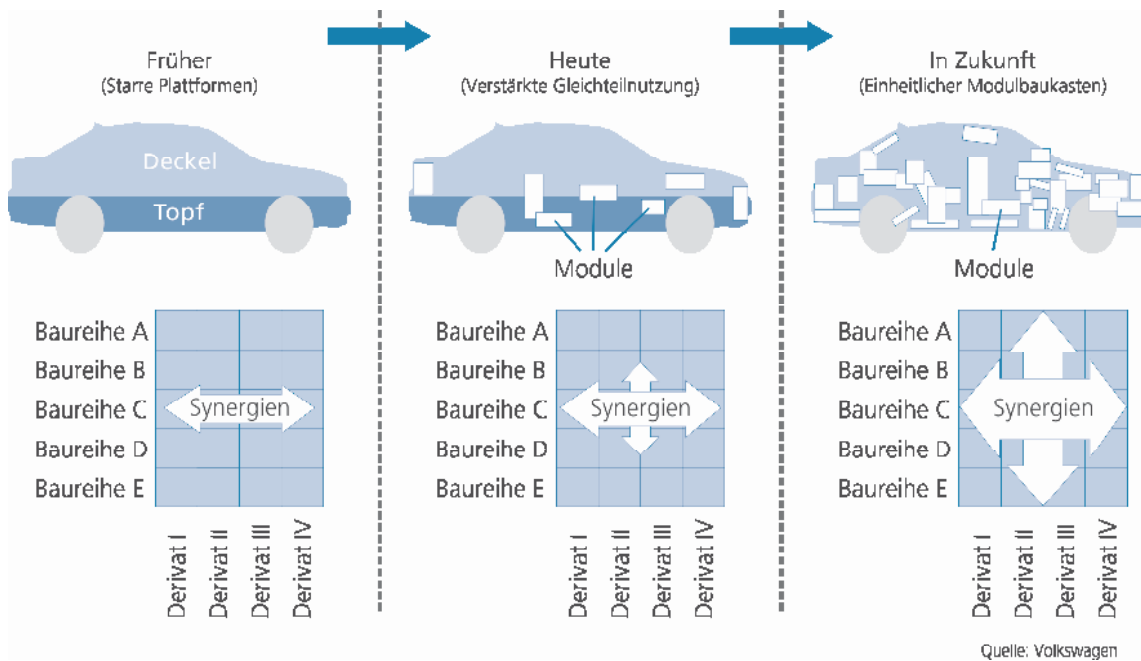 Früher
(Starre Plattformen)
Deckel
Topf
Baureihe A
Baureihe B
Baureihe C
Baureihe D
Baureihe E
Synergien
Derivat I
Derivat II
Derivat III
Derivat IV
Heute
(Verstärkte Gleichteilnutzung)
Module
Baureihe A
Baureihe B
Baureihe C
Baureihe D
Baureihe E
Synergien
Derivat I
Derivat II
Derivat III
Derivat IV
In Zukunft
(Einheitlicher Modulbaukasten)
Module
Baureihe A
Baureihe B
Baureihe C
Baureihe D
Baureihe E
Synergien
Derivat I
Derivat II
Derivat III
Derivat IV
Quelle: Volkswagen